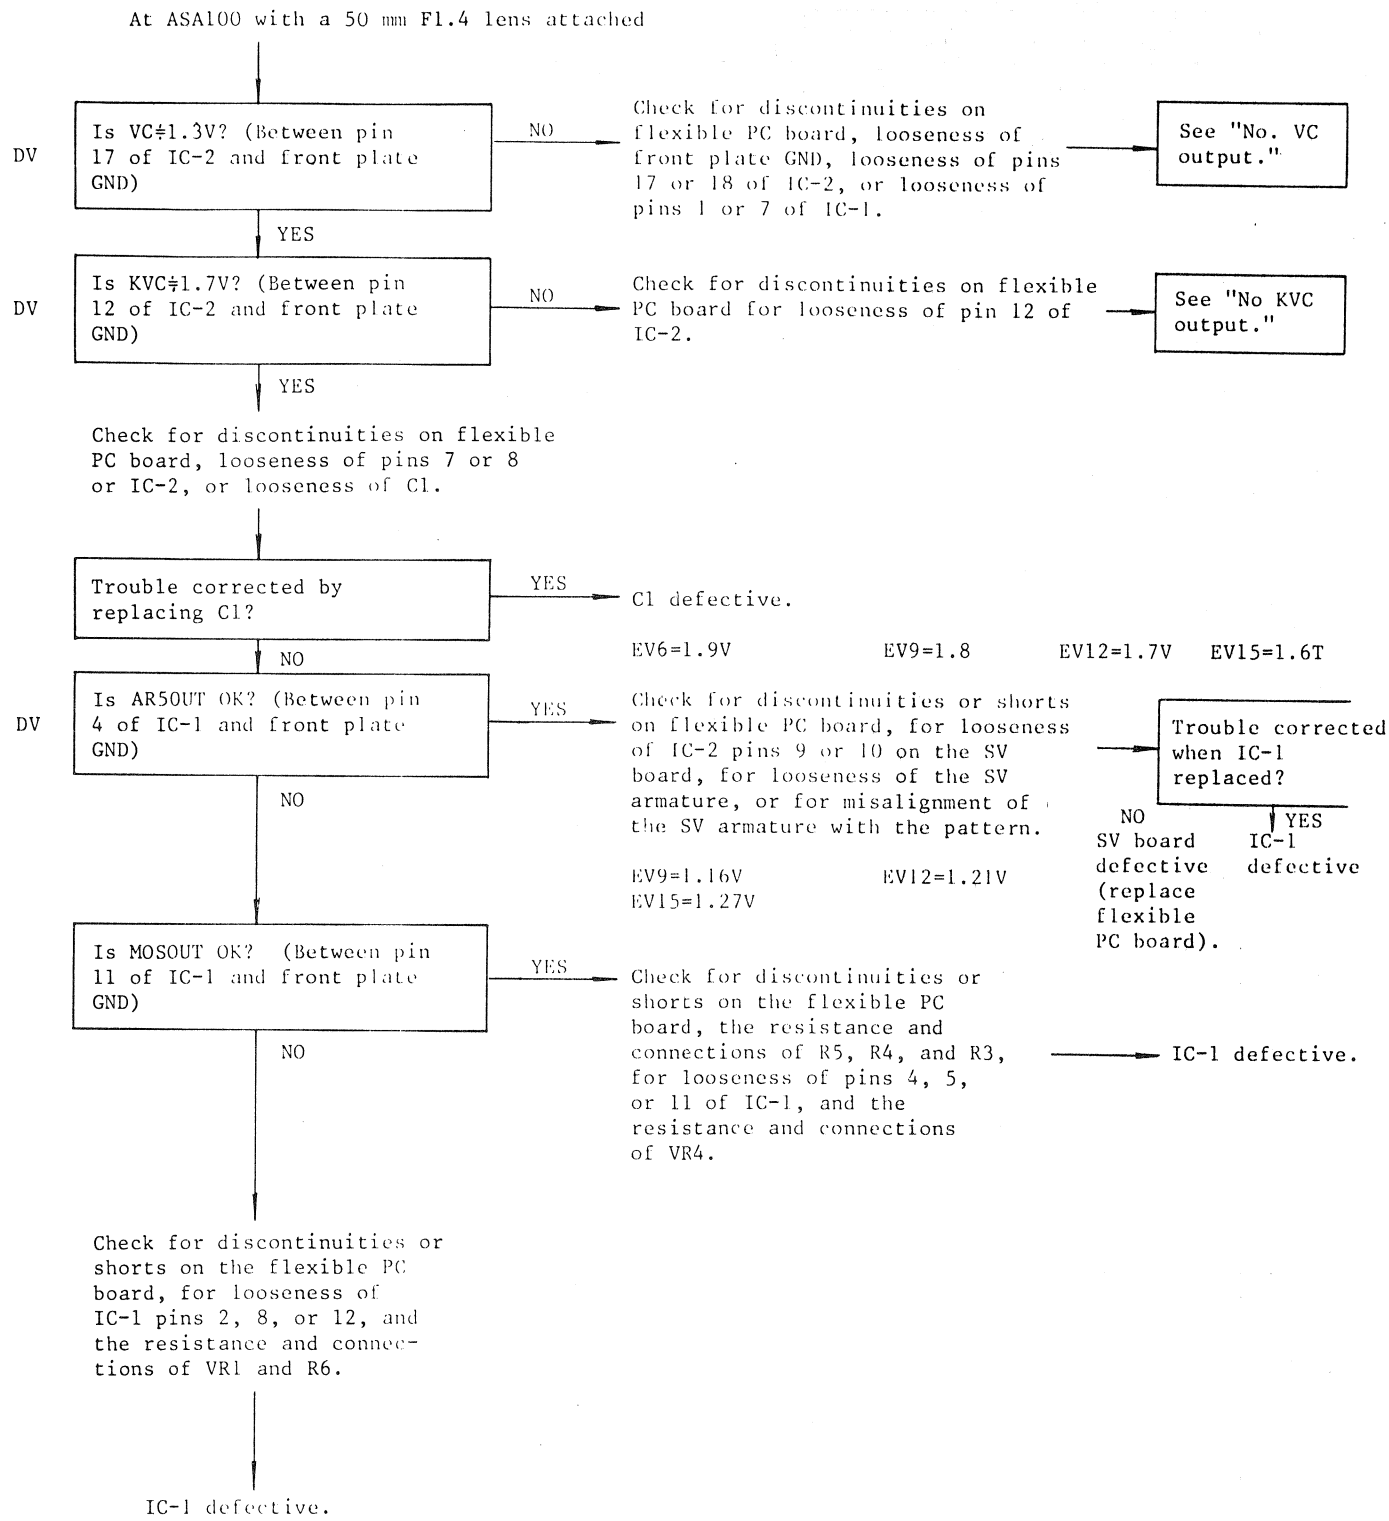 At ASA100 with a 50 mm F1.4 lens attached
DV
Is VC≑1.3V? (Between pin
17 of IC-2 and front plate
GND)
NO
Check for discontinuities on
flexible PC board, looseness of
front plate GND, looseness of pins
17 or 18 of IC-2, or looseness of
pins 1 or 7 of IC-1.
See "No. VC
output."
YES
DV
Is KVC≑1.7V? (Between pin
12 of IC-2 and front plate
GND)
NO
Check for discontinuities on flexible
PC board for looseness of pin 12 of
IC-2.
See "No KVC
output."
YES
Check for discontinuities on flexible
PC board, looseness of pins 7 or 8
or IC-2, or looseness of C1.
Trouble corrected by
replacing C1?
YES
C1 defective.
NO
EV6=1.9V EV9=1.8 EV12=1.7V EV15=1.6T
DV
Is AR5OUT OK? (Between pin
4 of IC-1 and front plate
GND)
YES
Check for discontinuities or shorts
on flexible PC board, for looseness
of IC-2 pins 9 or 10 on the SV
board, for looseness of the SV
armature, or for misalignment of
the SV armature with the pattern.
Trouble corrected
when IC-1
replaced?
NO
SV board
defective
(replace
flexible
PC board).
YES
IC-1
defective
NO
EV9=1.16V EV12=1.21V
EV15=1.27V
Is MOSOUT OK? (Between pin
11 of IC-1 and front plate
GND)
YES
Check for discontinuities or
shorts on the flexible PC
board, the resistance and
connections of R5, R4, and R3,
for looseness of pins 4, 5,
or 11 of IC-1, and the
resistance and connections
of VR4.
IC-1 defective.
NO
Check for discontinuities or
shorts on the flexible PC
board, for looseness of
IC-1 pins 2, 8, or 12, and
the resistance and connec-
tions of VR1 and R6.
IC-1 defective.